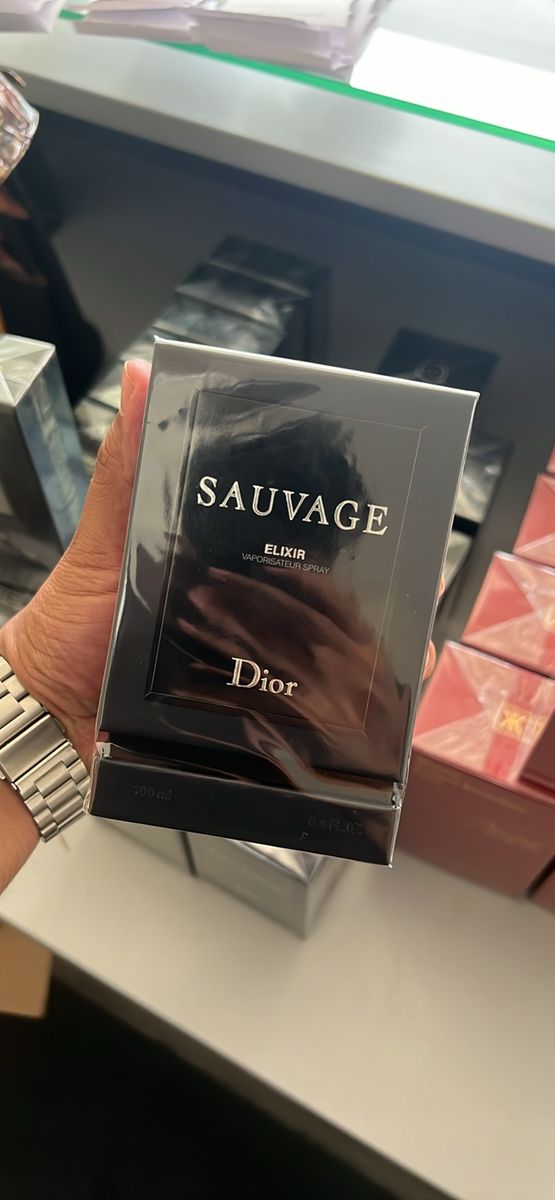 SAUVAGE
ELIXIR
VAPORISATEUR SPRAY
Dior
100 ml
3.4 FL.OZ